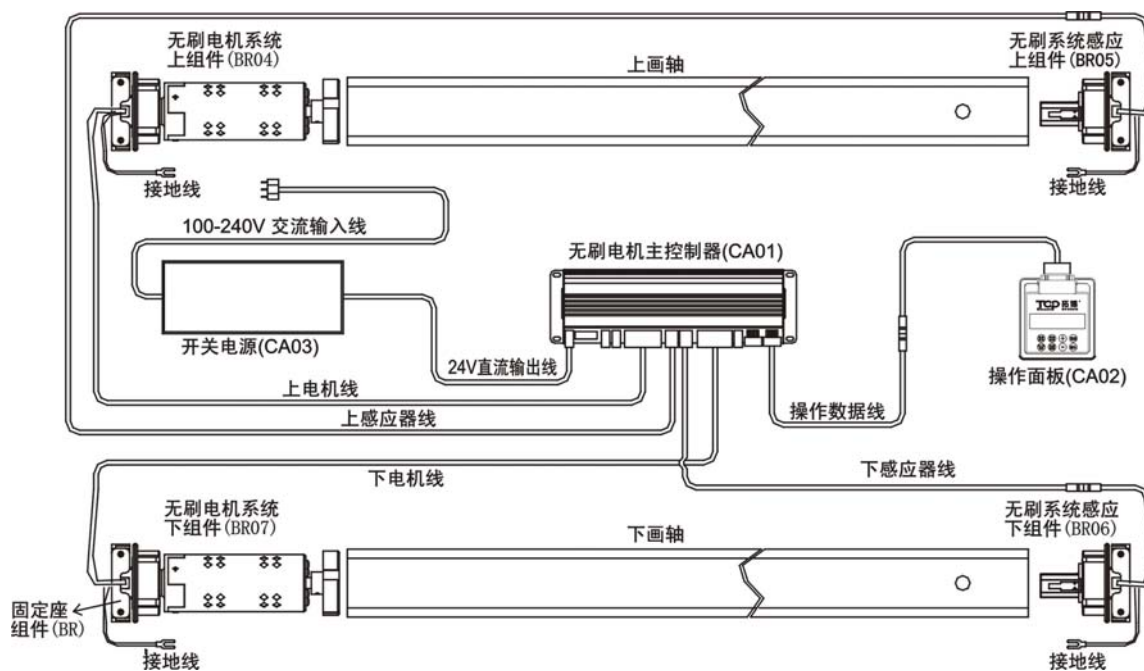 无刷电机系统
上组件(BR04)
上画轴
无刷系统感应
上组件(BR05)
接地线
接地线
100-240V 交流输入线
无刷电机主控制器(CA01)
TOP 拓璞
开关电源(CA03)
24V直流输出线
操作面板(CA02)
上电机线
操作数据线
上感应器线
下电机线
下感应器线
无刷电机系统
下组件(BR07)
下画轴
无刷系统感应
下组件(BR06)
固定座
组件(BR)
接地线
接地线